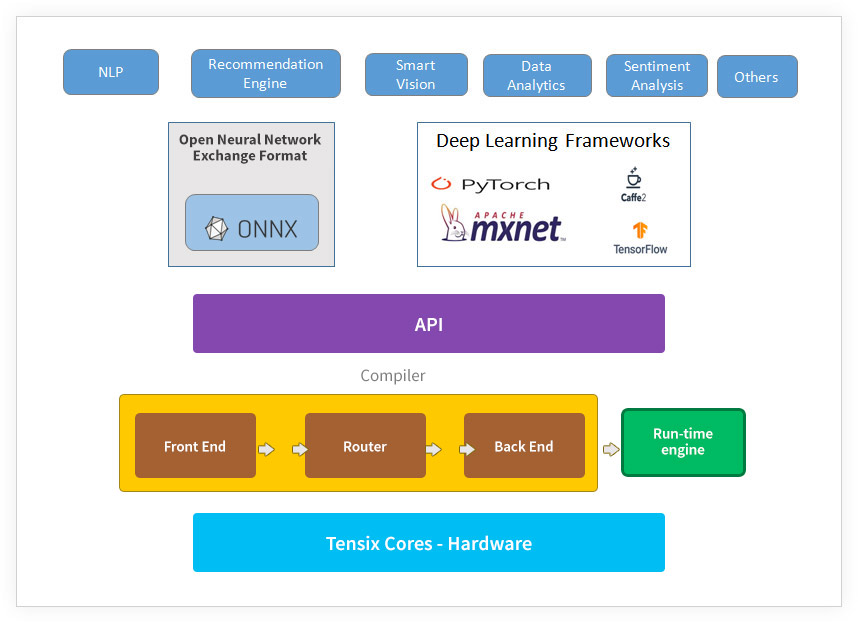 NLP
Recommendation
Engine
Smart
Vision
Data
Analytics
Sentiment
Analysis
Others
Open Neural Network
Exchange Format
ONNX
Deep Learning Frameworks
PyTorch
Caffe2
APACHE
mxnet™
TensorFlow
API
Compiler
Front End
Router
Back End
Run-time
engine
Tensix Cores - Hardware